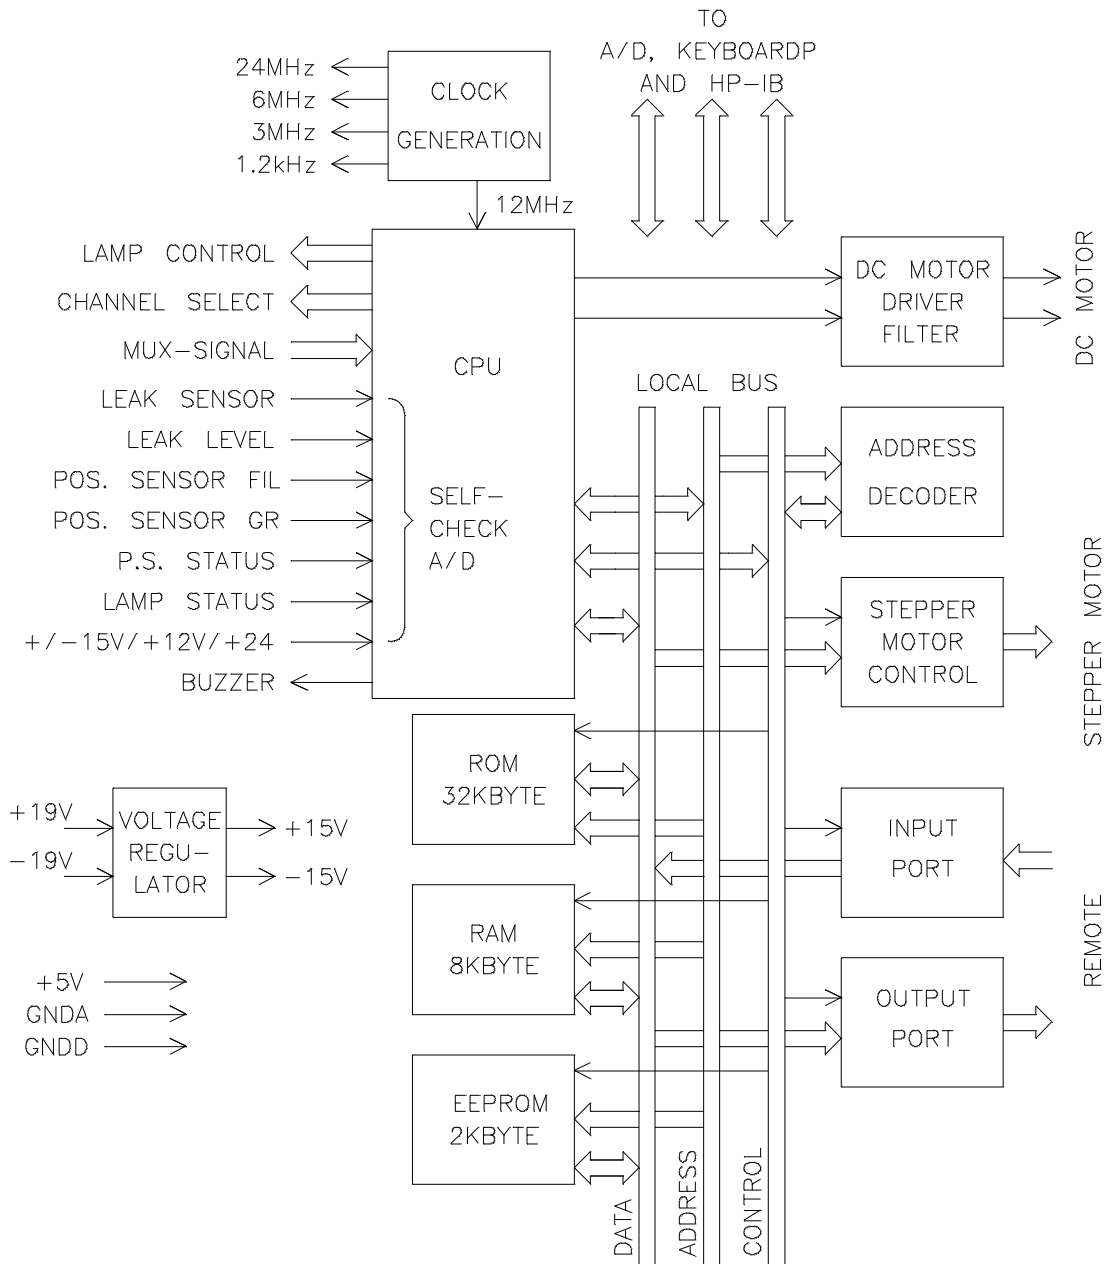 TO
A/D, KEYBOARDP
AND HP-IB
24MHz
6MHz
3MHz
1.2kHz
CLOCK
GENERATION
12MHz
LAMP CONTROL
CHANNEL SELECT
MUX-SIGNAL
LEAK SENSOR
LEAK LEVEL
POS. SENSOR FIL
POS. SENSOR GR
P.S. STATUS
LAMP STATUS
+/-15V/+12V/+24
BUZZER
CPU
SELF-
CHECK
A/D
DC MOTOR
DRIVER
FILTER
DC MOTOR
LOCAL BUS
ADDRESS
DECODER
STEPPER
MOTOR
CONTROL
STEPPER MOTOR
ROM
32KBYTE
+19V
-19V
VOLTAGE
REGU-
LATOR
+15V
-15V
INPUT
PORT
RAM
8KBYTE
REMOTE
+5V
GNDA
GNDD
OUTPUT
PORT
EEPROM
2KBYTE
DATA
ADDRESS
CONTROL